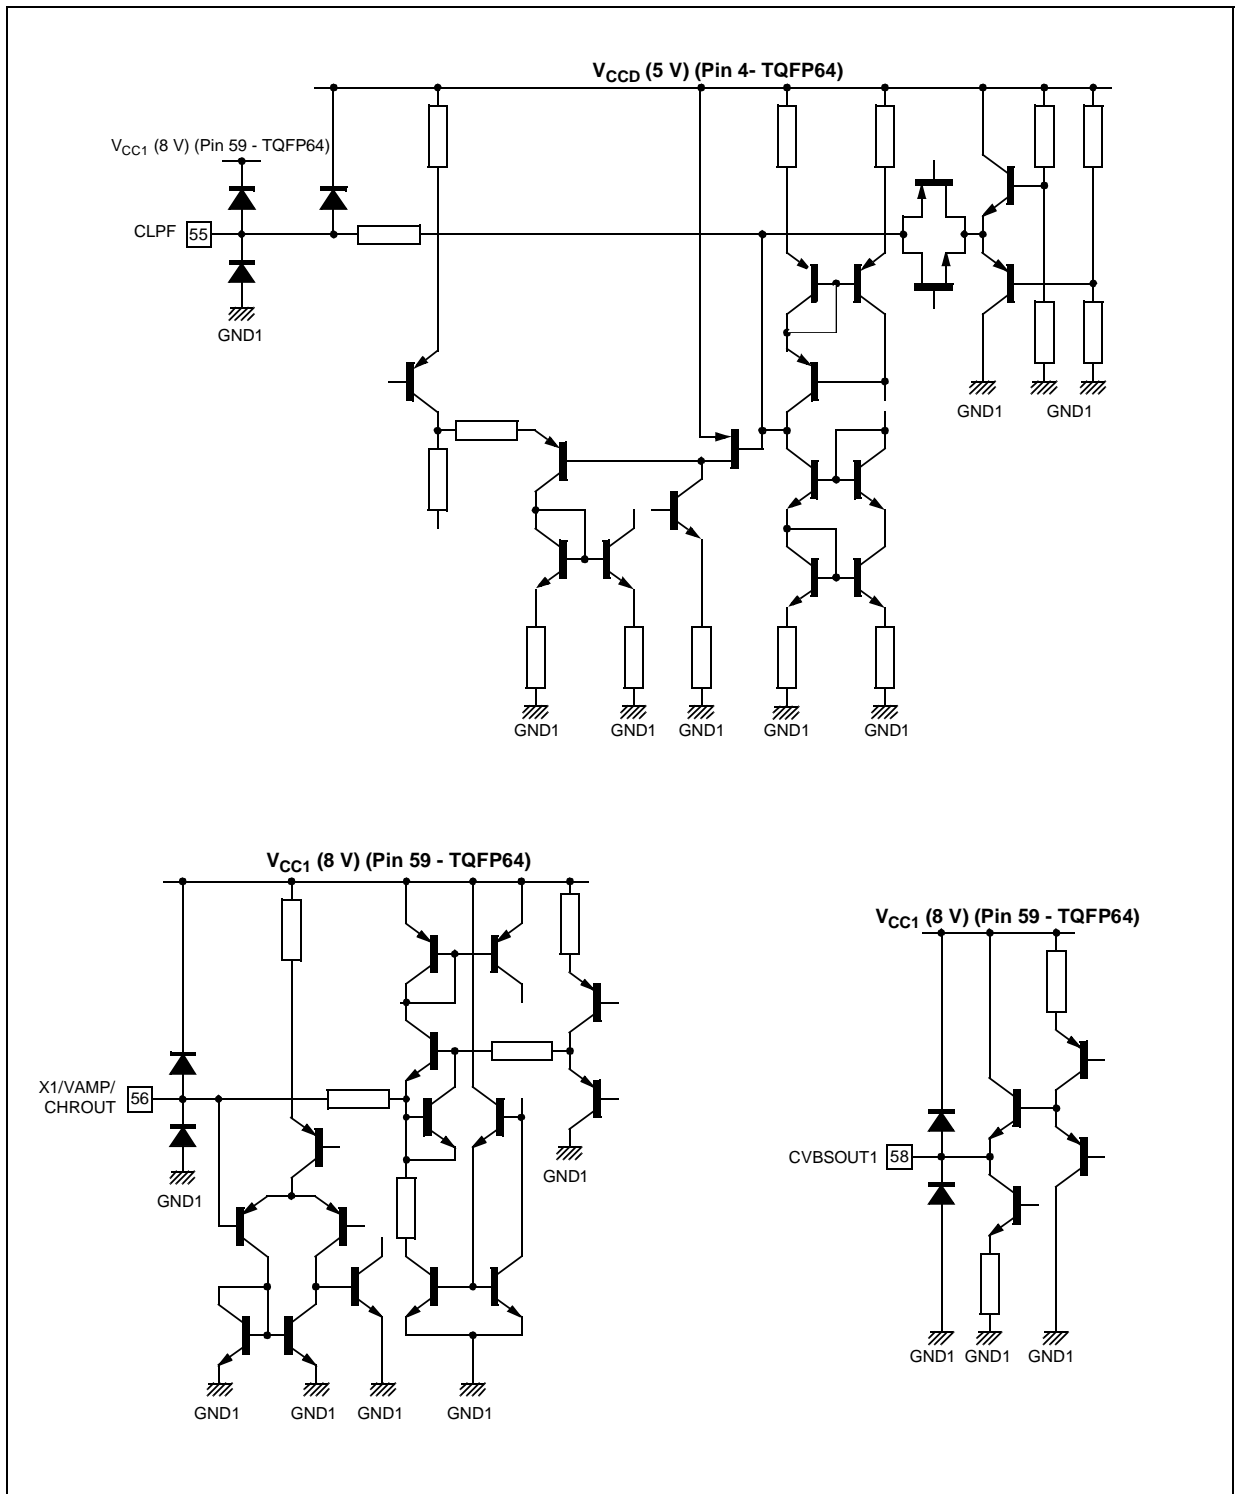 VCCD (5 V) (Pin 4- TQFP64)
VCC1 (8 V) (Pin 59 - TQFP64)
CLPF 55
GND1
GND1 GND1
GND1 GND1 GND1 GND1 GND1
VCC1 (8 V) (Pin 59 - TQFP64)
X1/VAMP/
CHROUT 56
GND1
GND1
GND1 GND1 GND1 GND1
VCC1 (8 V) (Pin 59 - TQFP64)
CVBSOUT1 58
GND1 GND1 GND1